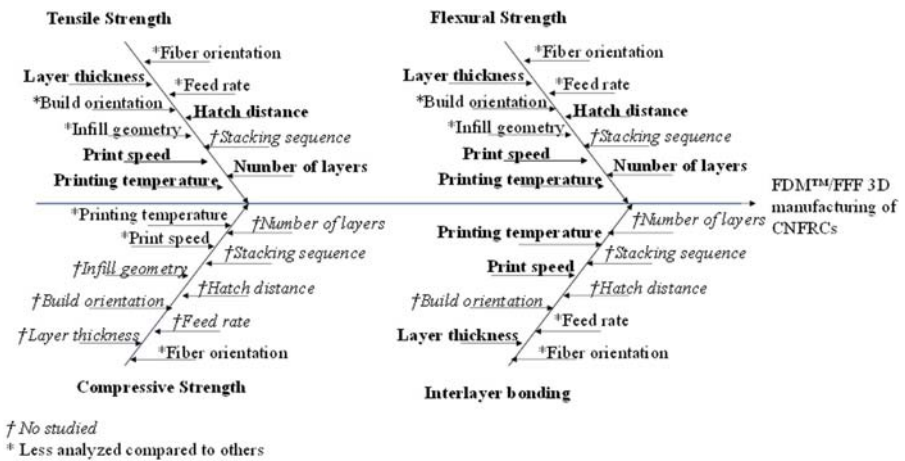 Tensile Strength
*Fiber orientation
Layer thickness
*Feed rate
*Build orientation
Hatch distance
*Infill geometry
†Stacking sequence
Print speed
Number of layers
Printing temperature
Flexural Strength
*Fiber orientation
Layer thickness
*Feed rate
*Build orientation
Hatch distance
*Infill geometry
†Stacking sequence
Print speed
Number of layers
Printing temperature
FDM™/FFF 3D
manufacturing of
CNFRCs
*Printing temperature
†Number of layers
*Print speed
†Stacking sequence
†Infill geometry
†Hatch distance
†Build orientation
†Feed rate
†Layer thickness
*Fiber orientation
Compressive Strength
†Number of layers
Printing temperature
†Stacking sequence
Print speed
†Hatch distance
†Build orientation
*Feed rate
Layer thickness
*Fiber orientation
Interlayer bonding
† No studied
* Less analyzed compared to others